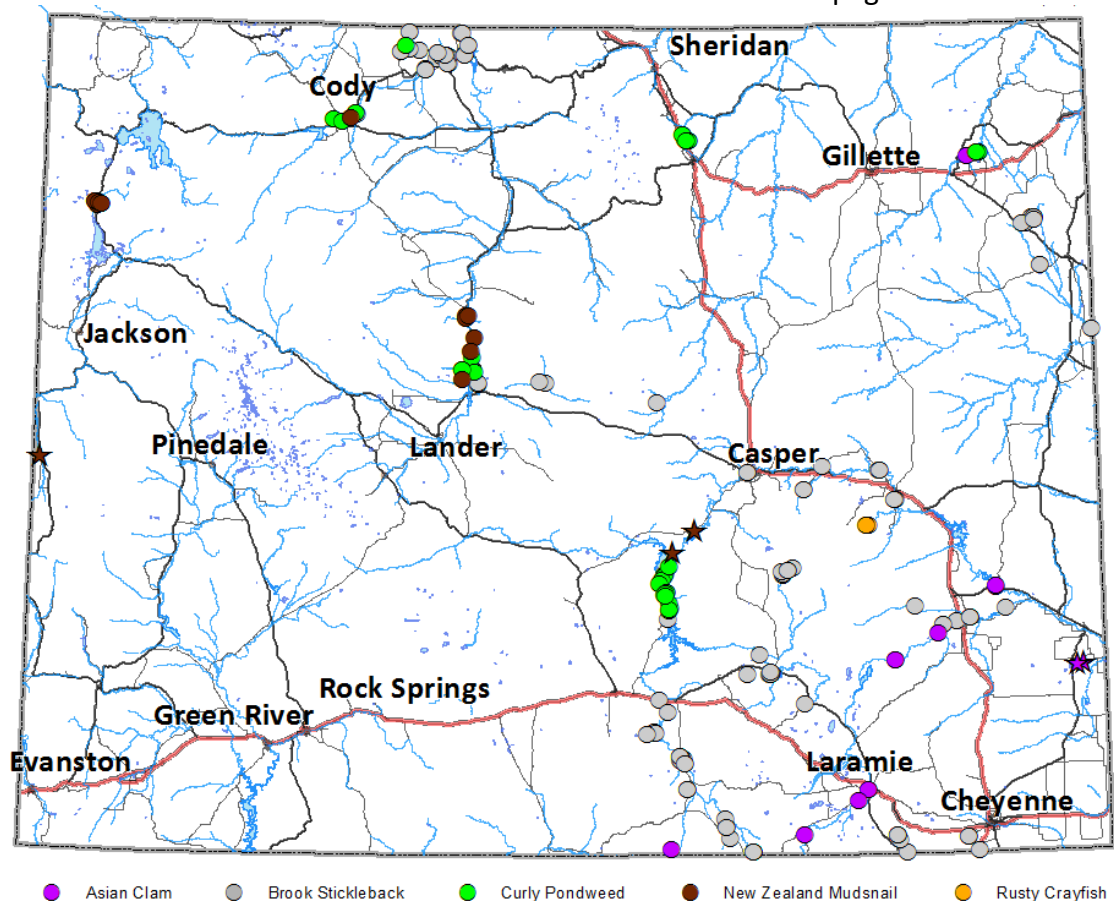 Sheridan
Cody
Gillette
Jackson
Pinedale
Lander
Casper
Rock Springs
Green River
Evanston
Laramie
Cheyenne
Asian Clam Brook Stickleback Curly Pondweed New Zealand Mudsnail Rusty Crayfish